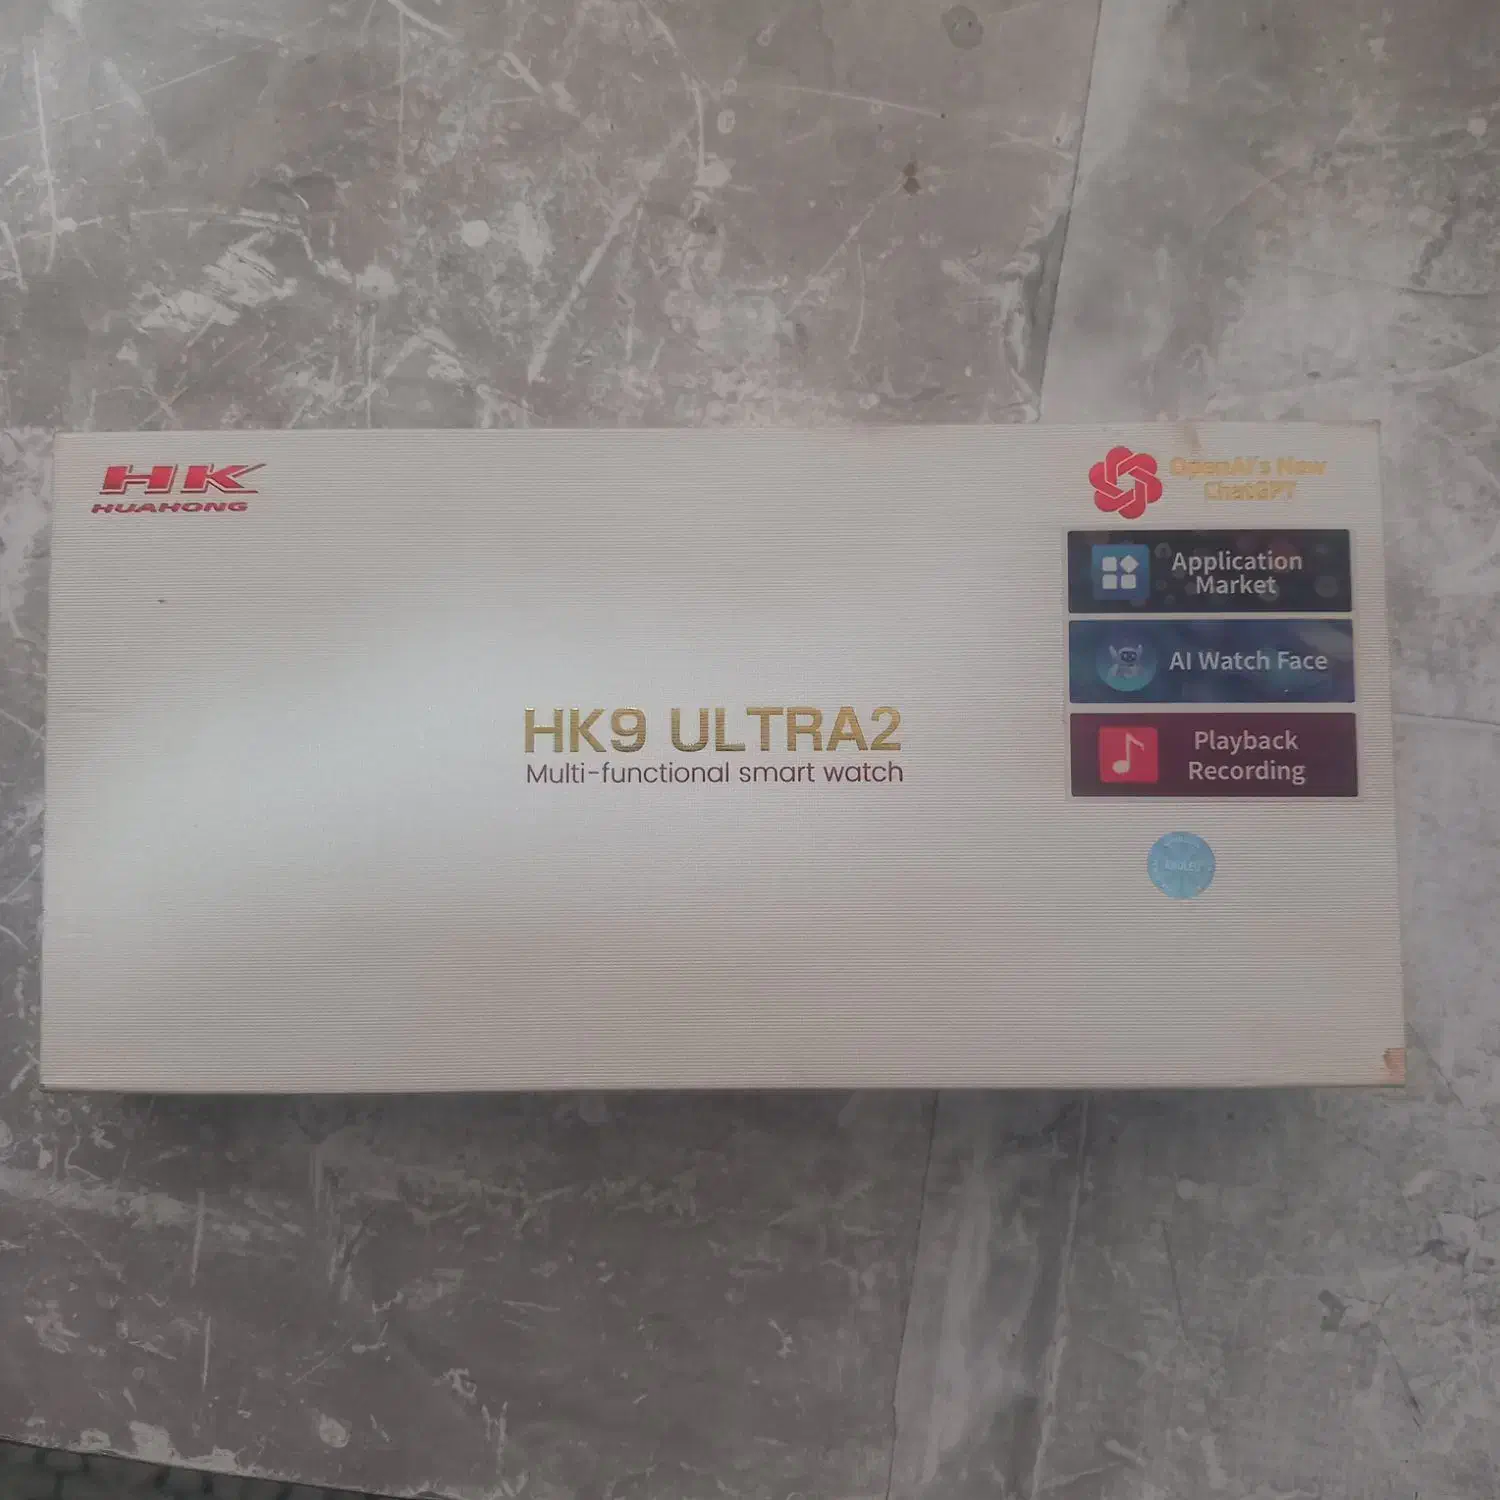 HK
HUAHONG
OpenAI's New
ChatGPT
Application
Market
AI Watch Face
Playback
Recording
HK9 ULTRA2
Multi-functional smart watch